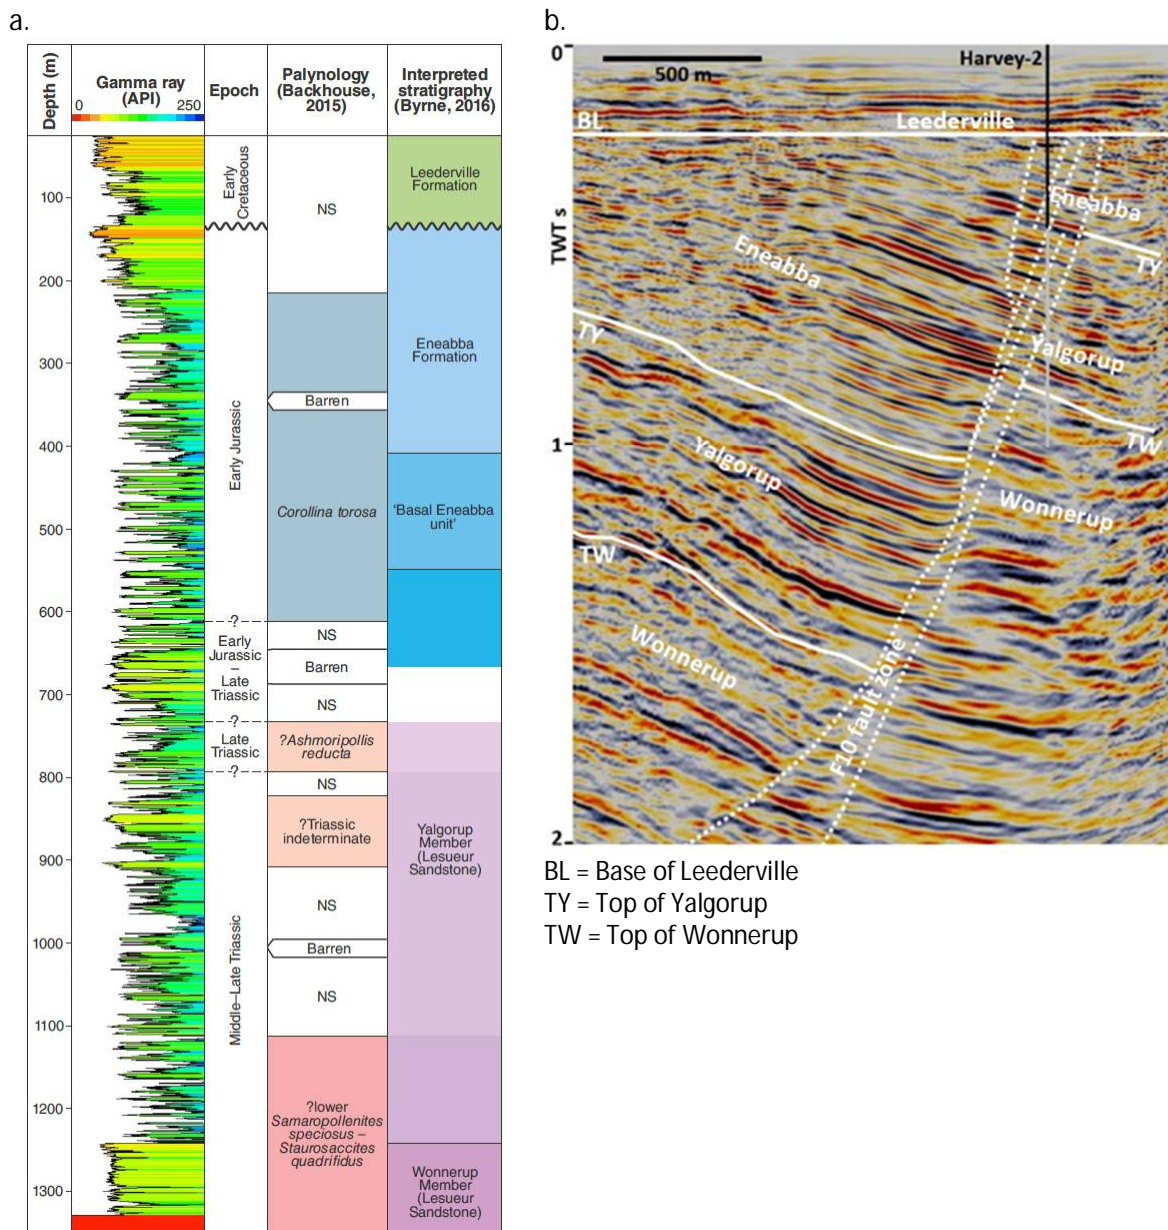 a.
Depth (m)
Gamma ray
(API)
0
250
Epoch
Palynology
(Backhouse,
2015)
Interpreted
stratigraphy
(Byrne, 2016)
100
200
300
400
500
600
700
800
900
1000
1100
1200
1300
Early
Cretaceous
Early Jurassic
?
Early
Jurassic
–
Late
Triassic
?
Late
Triassic
?
Middle–Late Triassic
NS
Barren
Corollina torosa
NS
Barren
NS
?Ashmoripollis
reducta
NS
?Triassic
indeterminate
NS
Barren
NS
?lower
Samaropollenites
speciosus –
Staurosaccites
quadrifidus
Leederville
Formation
Eneabba
Formation
'Basal Eneabba
unit'
Yalgorup
Member
(Lesueur
Sandstone)
Wonnerup
Member
(Lesueur
Sandstone)
b.
0
500 m
Harvey-2
BL
Leederville
TWT s
Eneabba
Eneabba
TY
TY
Yalgorup
TW
1
Yalgorup
Wonnerup
TW
Wonnerup
F10 fault zone
2
BL = Base of Leederville
TY = Top of Yalgorup
TW = Top of Wonnerup